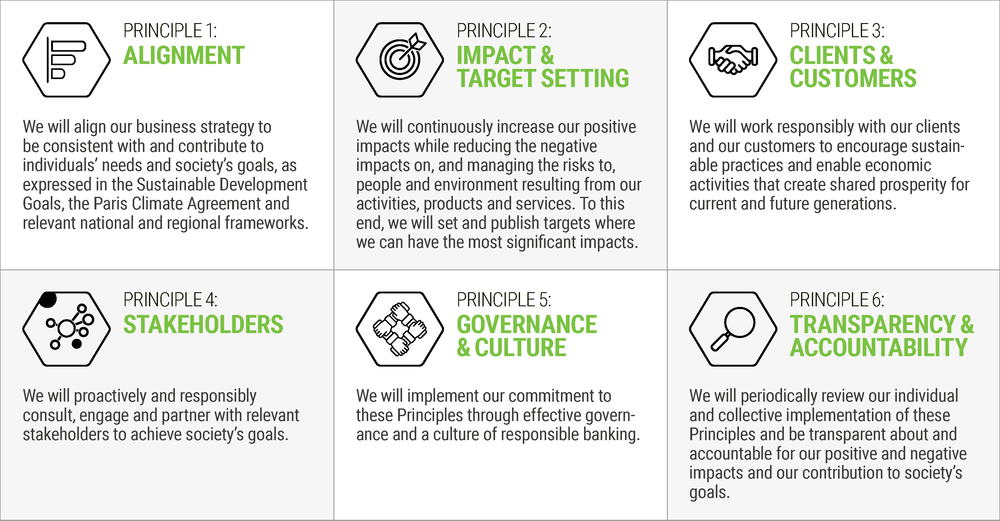 PRINCIPLE 1:
ALIGNMENT
We will align our business strategy to
be consistent with and contribute to
individuals’ needs and society’s goals, as
expressed in the Sustainable Development
Goals, the Paris Climate Agreement and
relevant national and regional frameworks.
PRINCIPLE 2:
IMPACT &
TARGET SETTING
We will continuously increase our positive
impacts while reducing the negative
impacts on, and managing the risks to,
people and environment resulting from our
activities, products and services. To this
end, we will set and publish targets where
we can have the most significant impacts.
PRINCIPLE 3:
CLIENTS &
CUSTOMERS
We will work responsibly with our clients
and our customers to encourage sustain-
able practices and enable economic
activities that create shared prosperity for
current and future generations.
PRINCIPLE 4:
STAKEHOLDERS
We will proactively and responsibly
consult, engage and partner with relevant
stakeholders to achieve society’s goals.
PRINCIPLE 5:
GOVERNANCE
& CULTURE
We will implement our commitment to
these Principles through effective govern-
ance and a culture of responsible banking.
PRINCIPLE 6:
TRANSPARENCY &
ACCOUNTABILITY
We will periodically review our individual
and collective implementation of these
Principles and be transparent about and
accountable for our positive and negative
impacts and our contribution to society’s
goals.